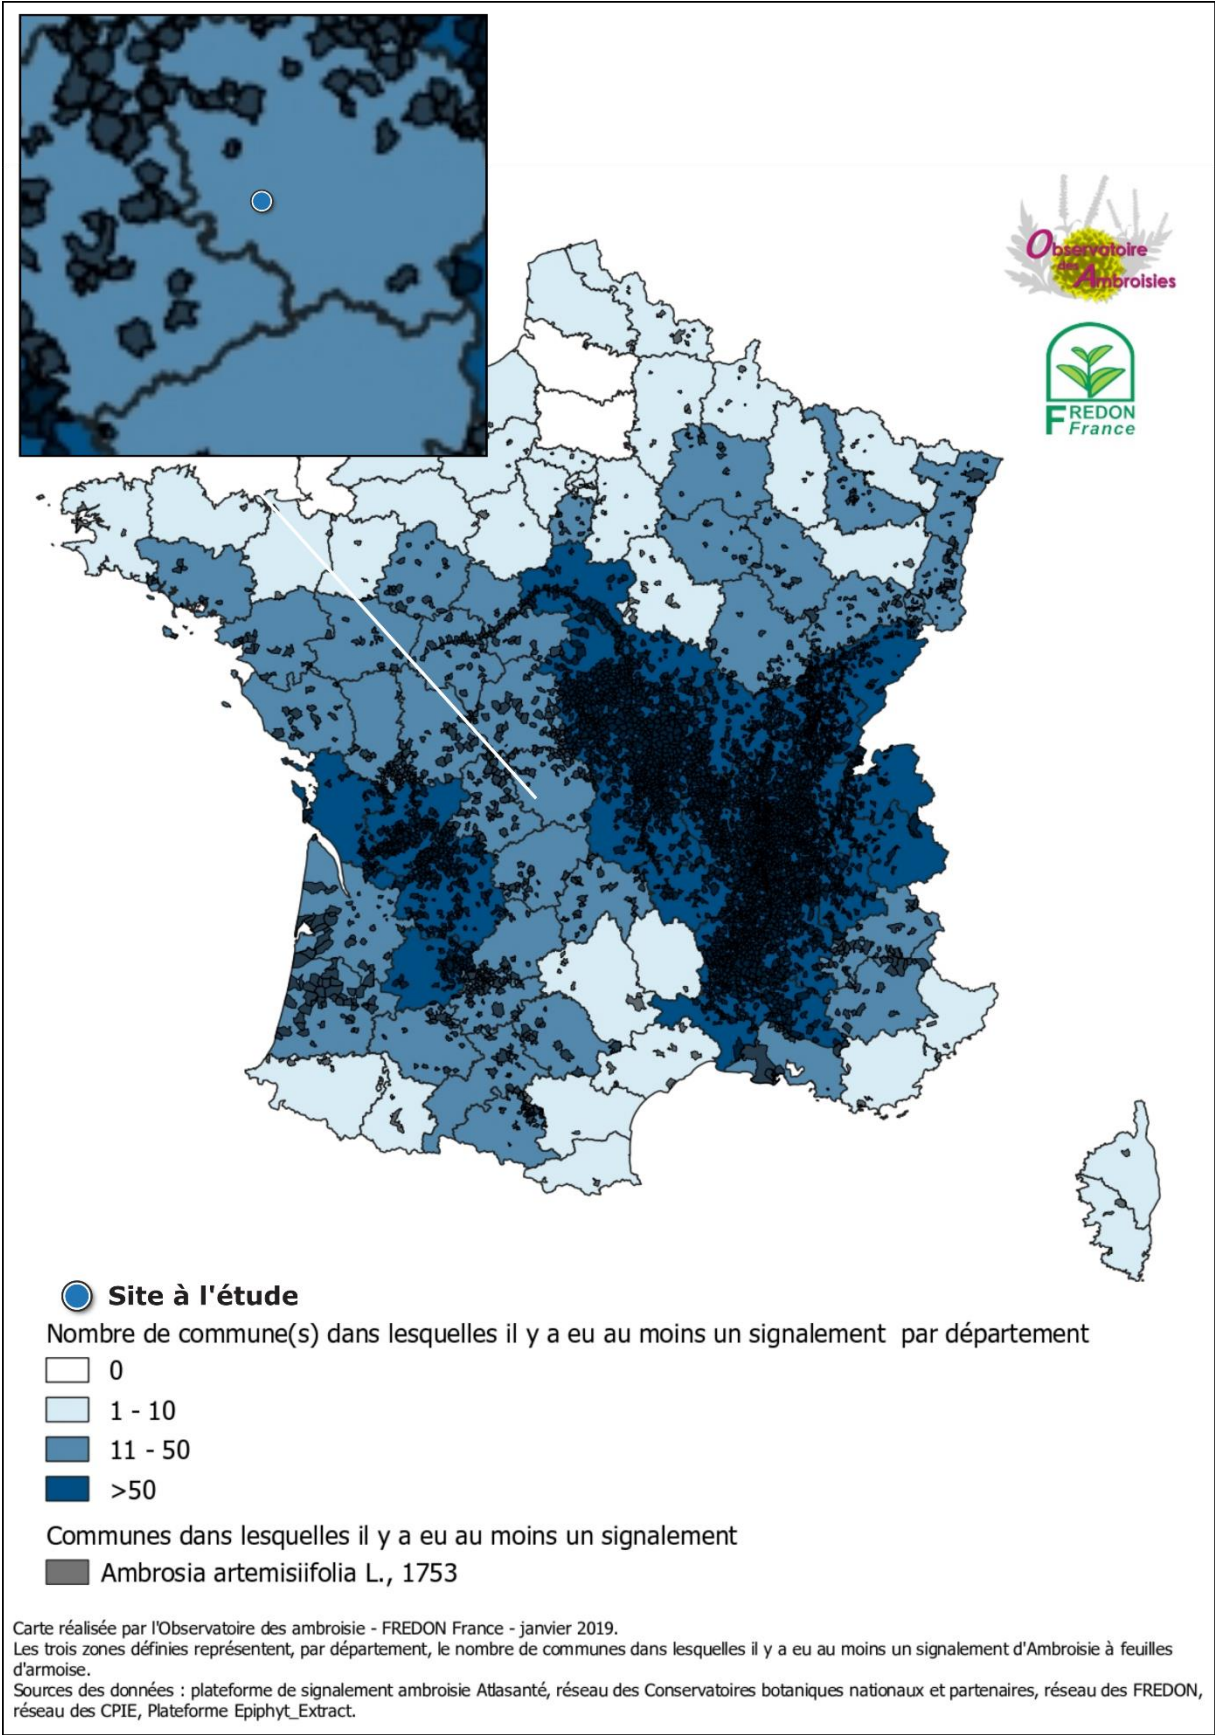 Observatoire
des
Ambroisies
FREDON
France
Site à l'étude
Nombre de commune(s) dans lesquelles il y a eu au moins un signalement par département
0
1 - 10
11 - 50
>50
Communes dans lesquelles il y a eu au moins un signalement
Ambrosia artemisiifolia L., 1753
Carte réalisée par l'Observatoire des ambroisie - FREDON France - janvier 2019.
Les trois zones définies représentent, par département, le nombre de communes dans lesquelles il y a eu au moins un signalement d'Ambroisie à feuilles
d'armoise.
Sources des données : plateforme de signalement ambroisie Atlasanté, réseau des Conservatoires botaniques nationaux et partenaires, réseau des FREDON,
réseau des CPIE, Plateforme Epiphyt_Extract.